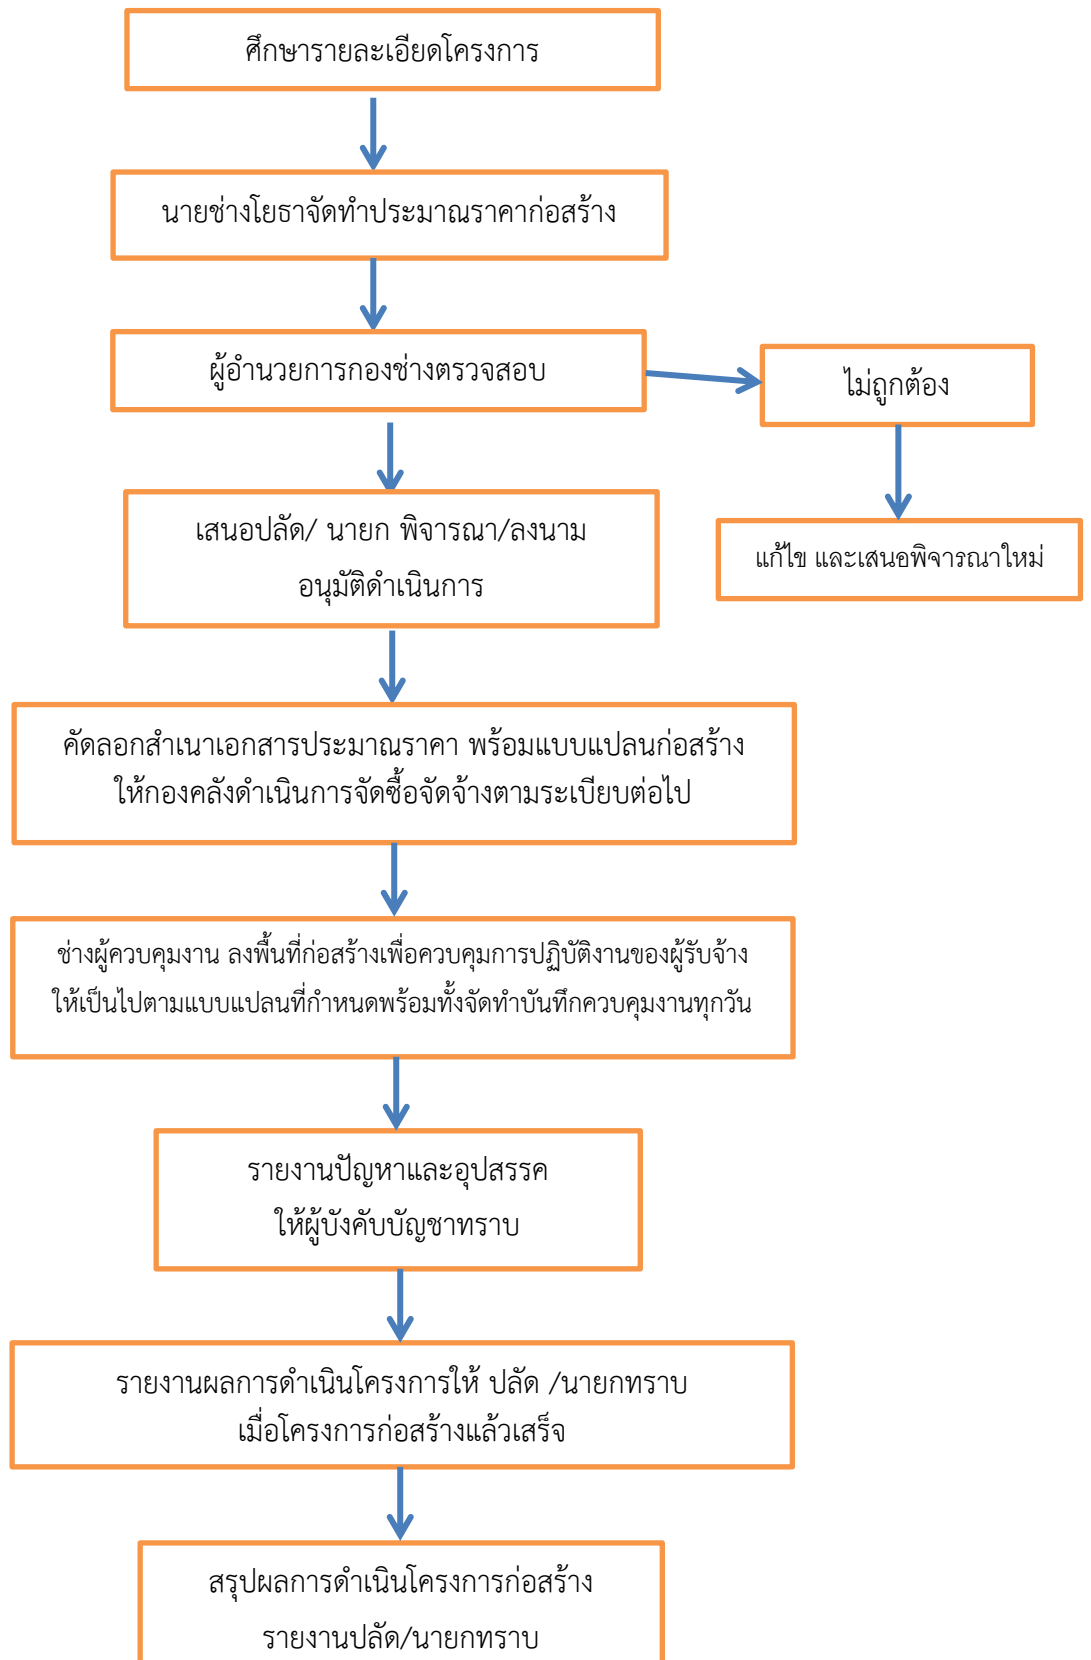 ศึกษารายละเอียดโครงการ
นายช่างโยธาจัดทำประมาณราคาก่อสร้าง
ผู้อำนวยการกองช่างตรวจสอบ
ไม่ถูกต้อง
เสนอปลัด/ นายก พิจารณา/ลงนาม
อนุมัติดำเนินการ
แก้ไข และเสนอพิจารณาใหม่
คัดลอกสำเนาเอกสารประมาณราคา พร้อมแบบแปลนก่อสร้าง
ให้กองคลังดำเนินการจัดซื้อจัดจ้างตามระเบียบต่อไป
ช่างผู้ควบคุมงาน ลงพื้นที่ก่อสร้างเพื่อควบคุมการปฏิบัติงานของผู้รับจ้าง
ให้เป็นไปตามแบบแปลนที่กำหนดพร้อมทั้งจัดทำบันทึกควบคุมงานทุกวัน
รายงานปัญหาและอุปสรรค
ให้ผู้บังคับบัญชาทราบ
รายงานผลการดำเนินโครงการให้ ปลัด /นายกทราบ
เมื่อโครงการก่อสร้างแล้วเสร็จ
สรุปผลการดำเนินโครงการก่อสร้าง
รายงานปลัด/นายกทราบ